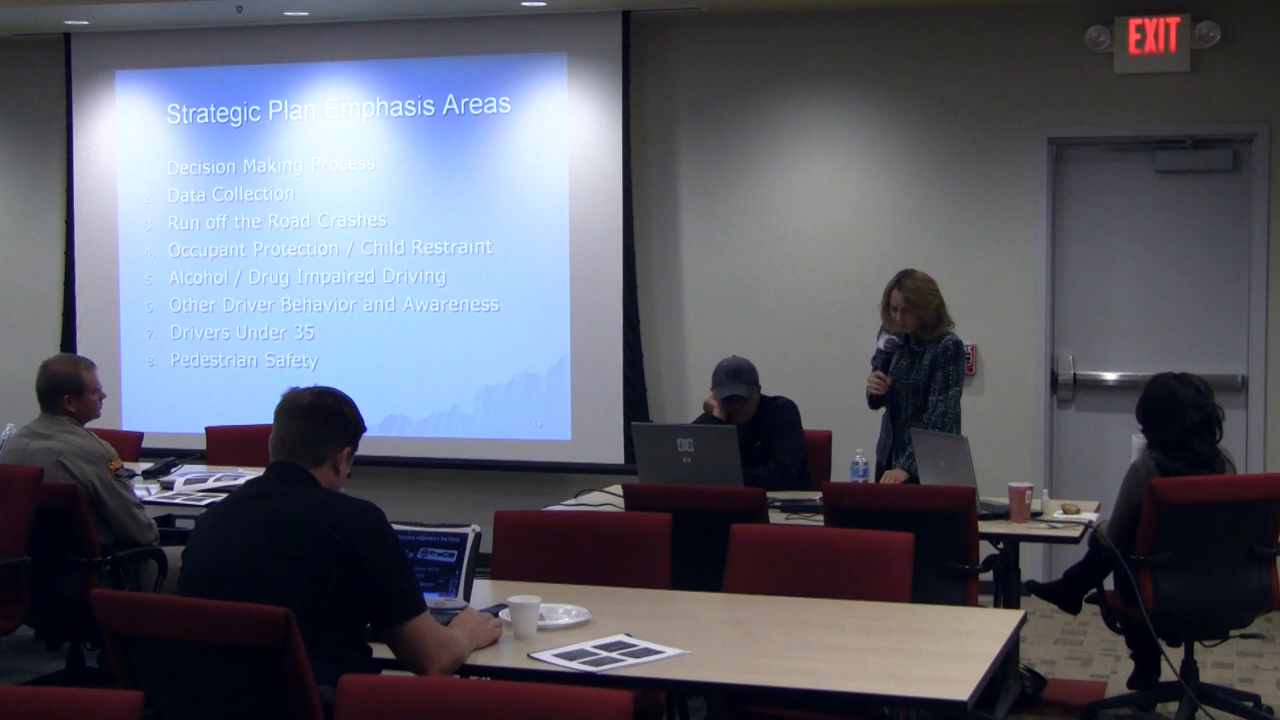 Strategic Plan Emphasis Areas
Decision Making Process
2. Data Collection
3. Run off the Road Crashes
4. Occupant Protection / Child Restraint
5. Alcohol / Drug Impaired Driving
6. Other Driver Behavior and Awareness
7. Drivers Under 35
8. Pedestrian Safety
EXIT
HIGHWAY PATROL